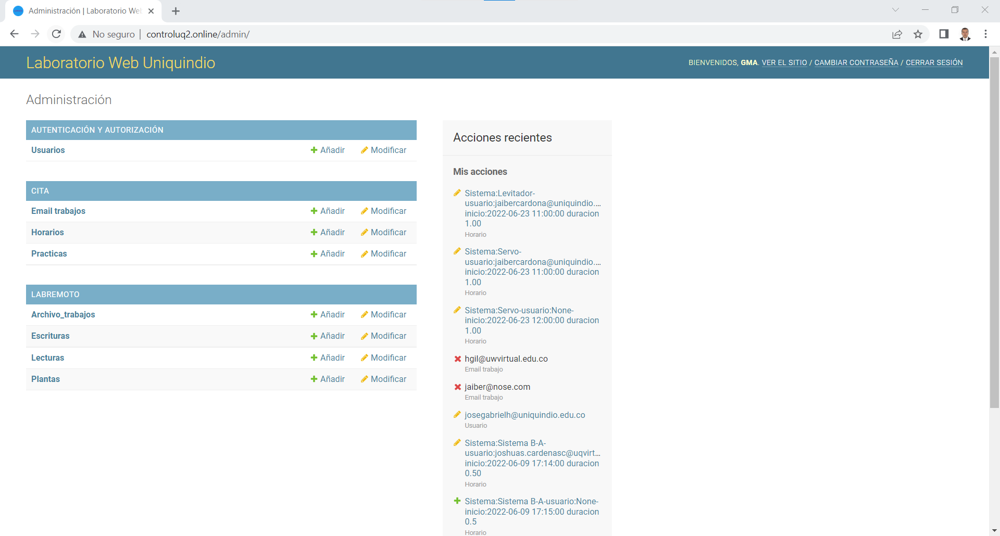 Administración | Laboratorio We
No seguro | controluq2.online/admin/
Laboratorio Web Uniquindio
BIENVENIDOS, GMA. VER EL SITIO / CAMBIAR CONTRASEÑA / CERRAR SESIÓN
Administración
AUTENTICACIÓN Y AUTORIZACIÓN
Usuarios Añadir Modificar
CITA
Email trabajos Añadir Modificar
Horarios Añadir Modificar
Practicas Añadir Modificar
LABREMOTO
Archivo_trabajos Añadir Modificar
Escrituras Añadir Modificar
Lecturas Añadir Modificar
Plantas Añadir Modificar
Acciones recientes
Mis acciones
Sistema:Levitador-
usuario:jaibercardona@uniquindio....
inicio:2022-06-23 11:00:00 duracion
1.00
Horario
Sistema:Servo-
usuario:jaibercardona@uniquindio....
inicio:2022-06-23 11:00:00 duracion
1.00
Horario
Sistema:Servo-usuario:None-
inicio:2022-06-23 12:00:00 duracion
1.00
Horario
hgil@uwvirtual.edu.co
Email trabajo
jaiber@nose.com
Email trabajo
josegabrielh@uniquindio.edu.co
Usuario
Sistema:Sistema B-A-
usuario:joshuas.cardenasc@uqvirt...
inicio:2022-06-09 17:14:00 duracion
0.50
Horario
Sistema:Sistema B-A-usuario:None-
inicio:2022-06-09 17:15:00 duracion
0.5
Horario